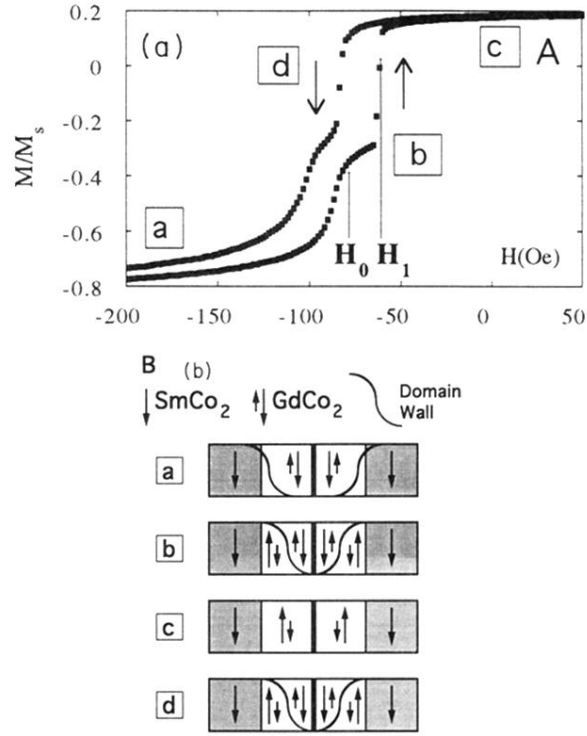 0.2
(a)
d
c A
0
M/Ms
-0.2
b
-0.4
a
-0.6
H0 H1
H(Oe)
-0.8
-200 -150 -100 -50 0 50
B (b)
SmCo2 GdCo2 Domain
Wall
a
b
c
d